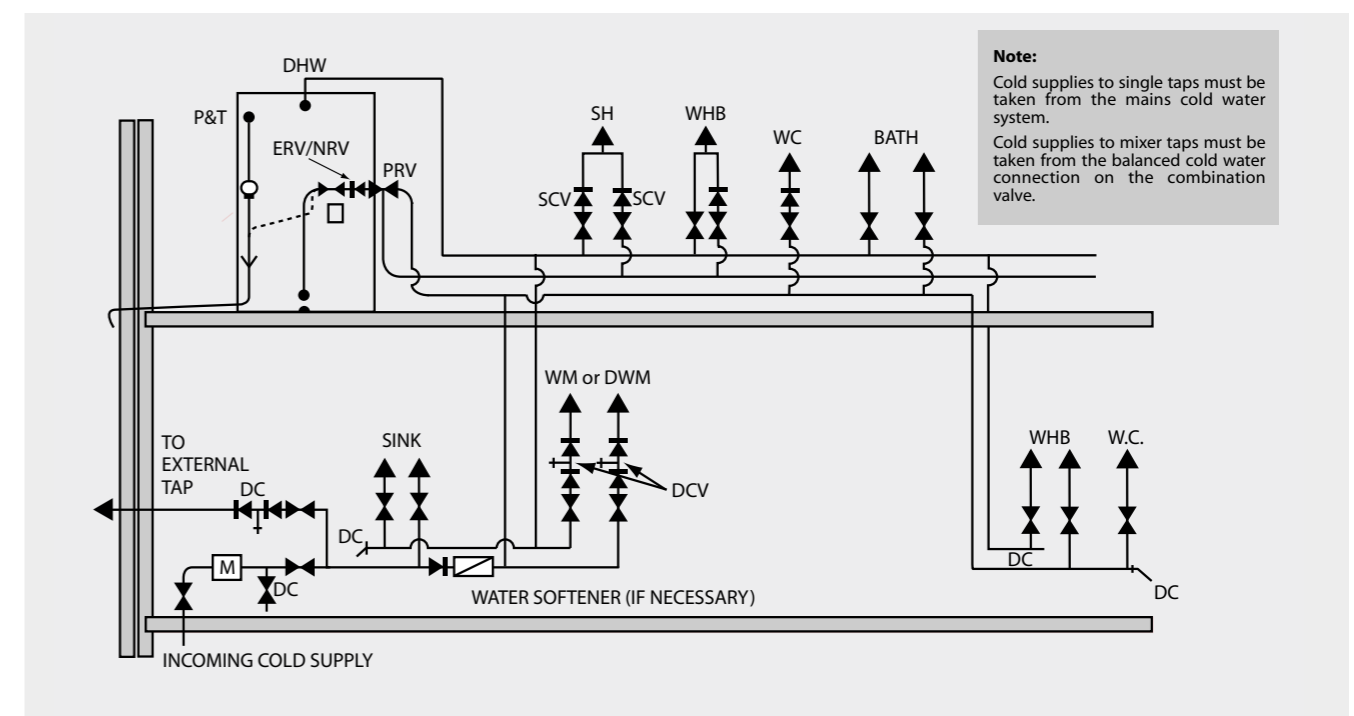 Note:
Cold supplies to single taps must be
taken from the mains cold water
system.
Cold supplies to mixer taps must be
taken from the balanced cold water
connection on the combination
valve.
DHW
P&T
ERV/NRV
PRV
SH
WHB
WC
BATH
SCV
SCV
WM or DWM
SINK
TO
EXTERNAL
TAP
DC
DCV
WHB
W.C.
DC
M
DC
DC
DC
WATER SOFTENER (IF NECESSARY)
INCOMING COLD SUPPLY